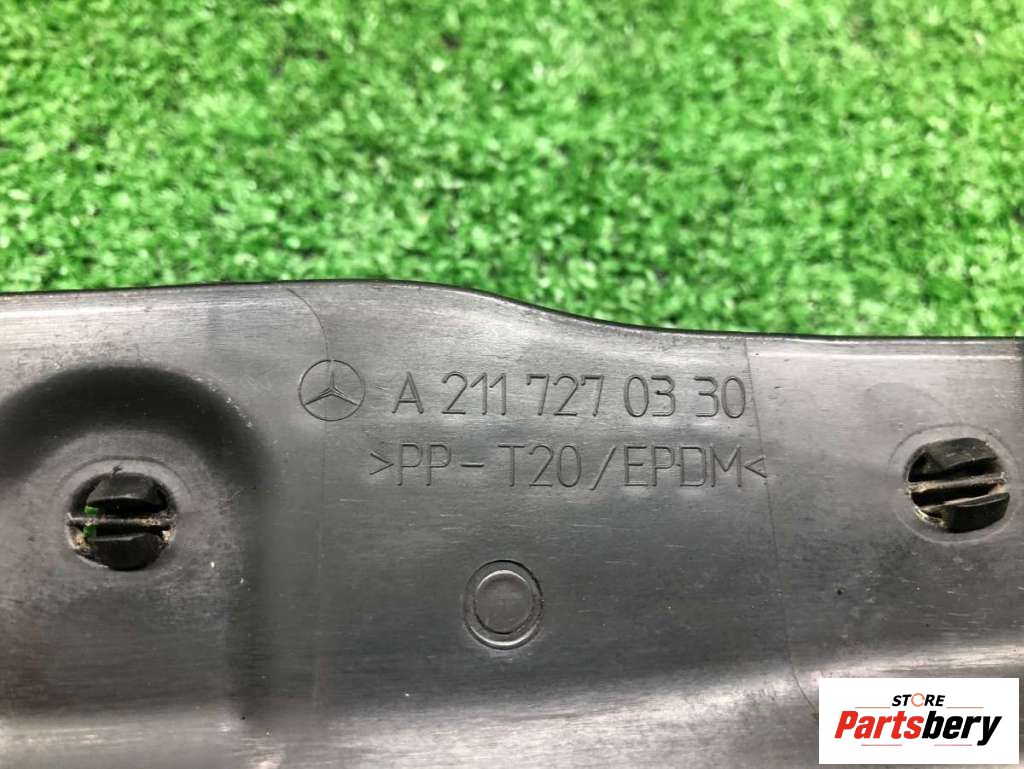 A 211 727 03 30
>PP-T20/EPDM<
STORE
Partsbery